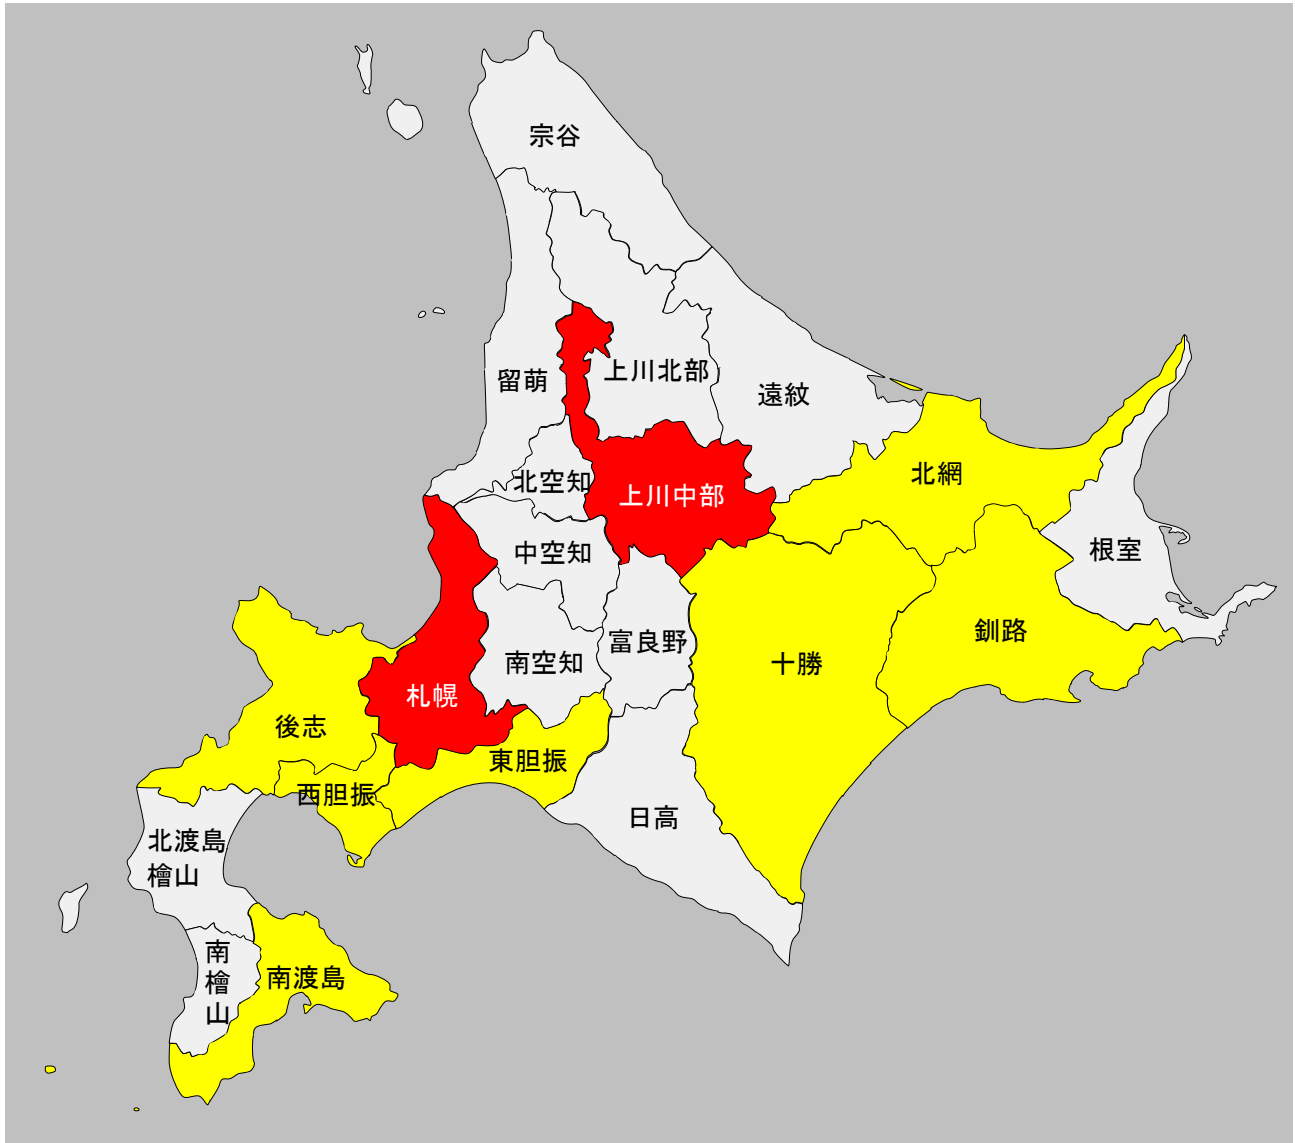 宗谷
上川北部
留萌
遠紋
北網
北空知
上川中部
中空知
根室
釧路
富良野
南空知
十勝
札幌
後志
東胆振
西胆振
日高
北渡島
檜山
南
檜
山
南渡島